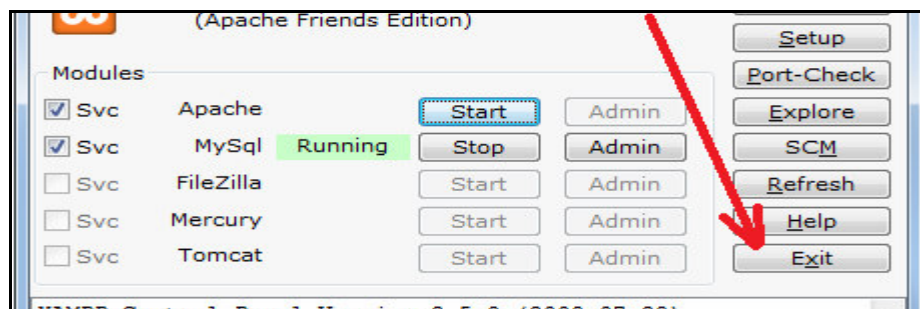 (Apache Friends Edition)
Setup
Modules
Port-Check
Svc Apache Start Admin Explore
Svc MySql Running Stop Admin SCM
Svc FileZilla Start Admin Refresh
Svc Mercury Start Admin Help
Svc Tomcat Start Admin Exit